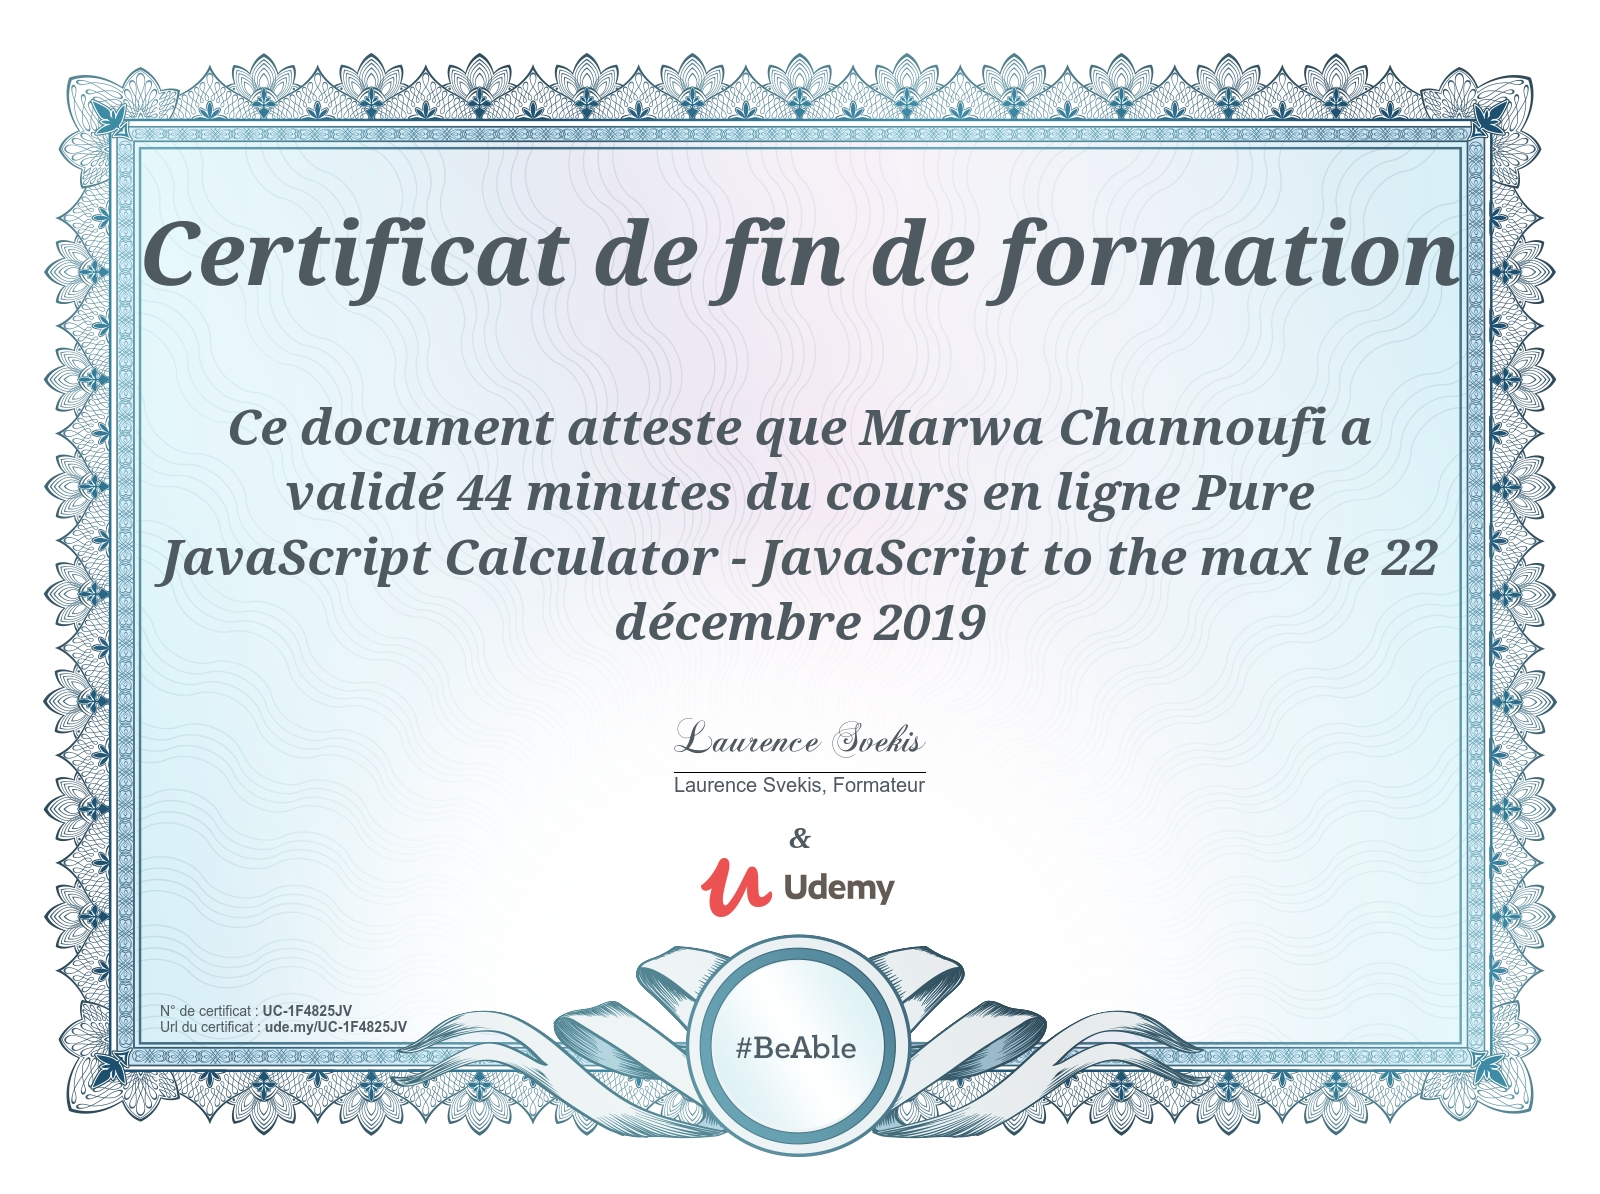 Certificat de fin de formation
Ce document atteste que Marwa Channoufi a
validé 44 minutes du cours en ligne Pure
JavaScript Calculator - JavaScript to the max le 22
décembre 2019
Laurence Svekis
Laurence Svekis, Formateur
&
Udemy
N° de certificat : UC-1F4825JV
Url du certificat : ude.my/UC-1F4825JV
#BeAble